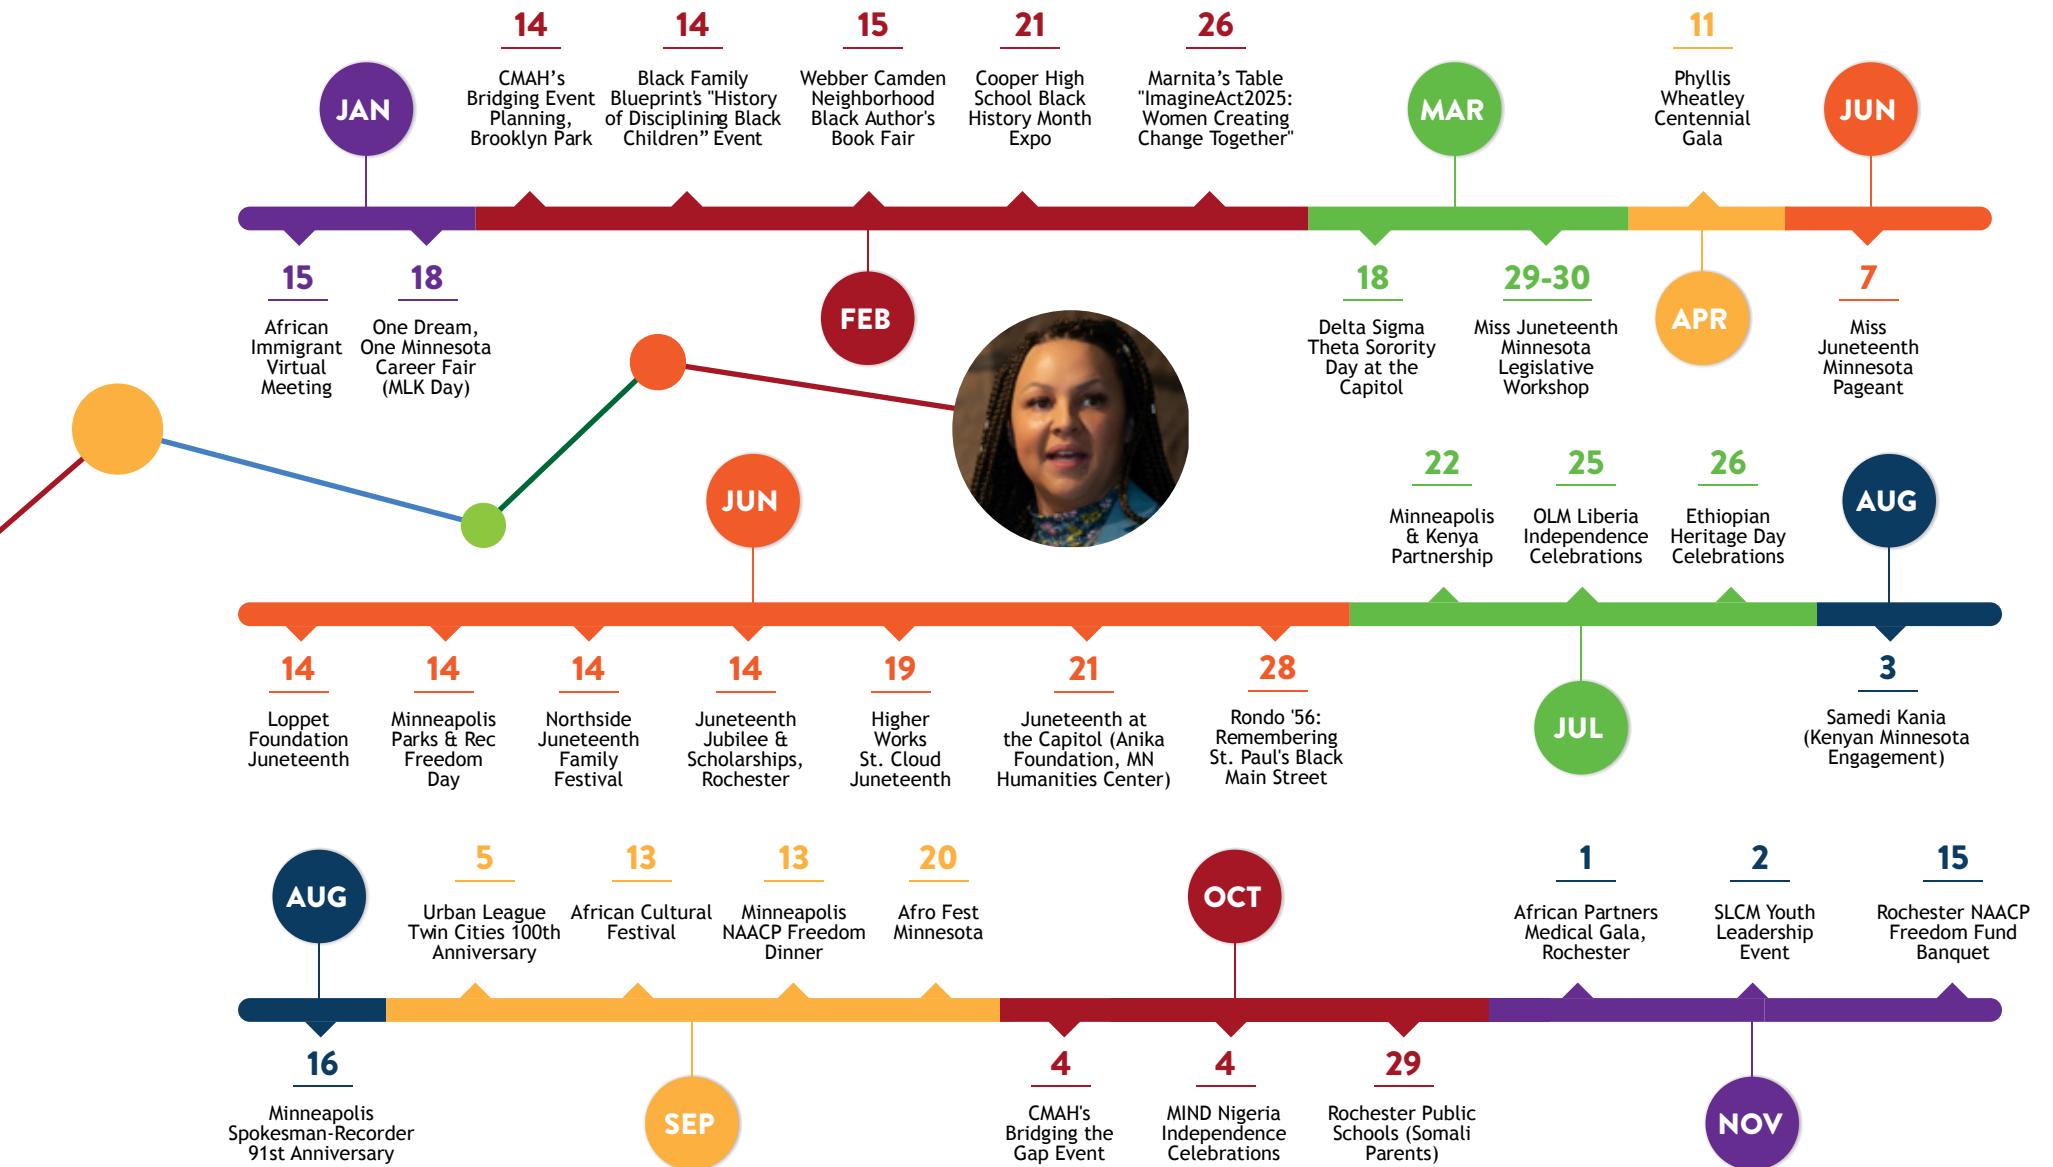 14
CMAH’s
Bridging Event
Planning,
Brooklyn Park
14
Black Family
Blueprint's "History
of Disciplining Black
Children” Event
15
Webber Camden
Neighborhood
Black Author's
Book Fair
21
Cooper High
School Black
History Month
Expo
26
Marnita’s Table
"ImagineAct2025:
Women Creating
Change Together"
11
Phyllis
Wheatley
Centennial
Gala
JAN
MAR
JUN
15
African
Immigrant
Virtual
Meeting
18
One Dream,
One Minnesota
Career Fair
(MLK Day)
FEB
18
Delta Sigma
Theta Sorority
Day at the
Capitol
29-30
Miss Juneteenth
Minnesota
Legislative
Workshop
APR
7
Miss
Juneteenth
Minnesota
Pageant
JUN
22
Minneapolis
& Kenya
Partnership
25
OLM Liberia
Independence
Celebrations
26
Ethiopian
Heritage Day
Celebrations
AUG
14
Loppet
Foundation
Juneteenth
14
Minneapolis
Parks & Rec
Freedom
Day
14
Northside
Juneteenth
Family
Festival
14
Juneteenth
Jubilee &
Scholarships,
Rochester
19
Higher
Works
St. Cloud
Juneteenth
21
Juneteenth at
the Capitol (Anika
Foundation, MN
Humanities Center)
28
Rondo '56:
Remembering
St. Paul's Black
Main Street
JUL
3
Samedi Kania
(Kenyan Minnesota
Engagement)
AUG
5
Urban League
Twin Cities 100th
Anniversary
13
African Cultural
Festival
13
Minneapolis
NAACP Freedom
Dinner
20
Afro Fest
Minnesota
OCT
1
African Partners
Medical Gala,
Rochester
2
SLCM Youth
Leadership
Event
15
Rochester NAACP
Freedom Fund
Banquet
16
Minneapolis
Spokesman-Recorder
91st Anniversary
SEP
4
CMAH's
Bridging the
Gap Event
4
MIND Nigeria
Independence
Celebrations
29
Rochester Public
Schools (Somali
Parents)
NOV